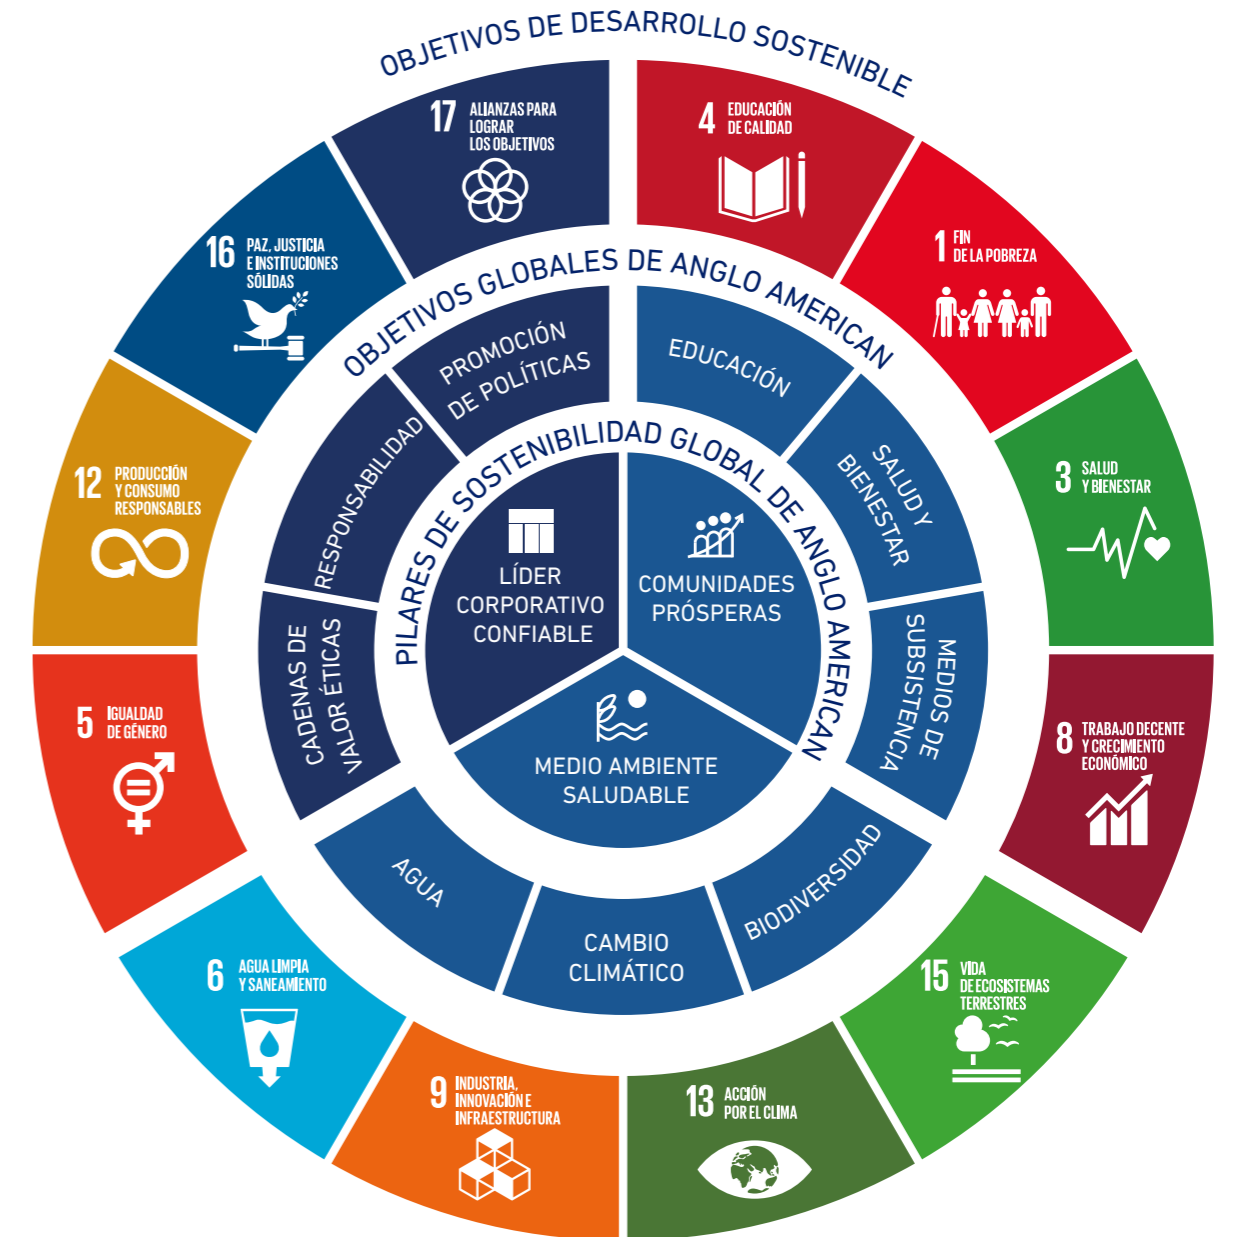 OBJETIVOS DE DESARROLLO SOSTENIBLE
17 ALIANZAS PARA
LOGRAR
LOS OBJETIVOS
4 EDUCACIÓN
DE CALIDAD
1 FIN
DE LA POBREZA
3 SALUD
Y BIENESTAR
8 TRABAJO DECENTE
Y CRECIMIENTO
ECONÓMICO
15 VIDA
DE ECOSISTEMAS
TERRESTRES
13 ACCIÓN
POR EL CLIMA
9 INDUSTRIA,
INNOVACIÓN E
INFRAESTRUCTURA
6 AGUA LIMPIA
Y SANEAMIENTO
5 IGUALDAD
DE GÉNERO
12 PRODUCCIÓN
Y CONSUMO
RESPONSABLES
16 PAZ, JUSTICIA
E INSTITUCIONES
SÓLIDAS
OBJETIVOS GLOBALES DE ANGLO AMERICAN
PROMOCIÓN
DE POLÍTICAS
EDUCACIÓN
SALUD Y
BIENESTAR
MEDIOS DE
SUBSISTENCIA
BIODIVERSIDAD
CAMBIO
CLIMÁTICO
AGUA
CADENAS DE
VALOR ÉTICAS
RESPONSABILIDAD
PILARES DE SOSTENIBILIDAD GLOBAL DE ANGLO AMERICAN
LÍDER
CORPORATIVO
CONFIABLE
COMUNIDADES
PRÓSPERAS
MEDIO AMBIENTE
SALUDABLE